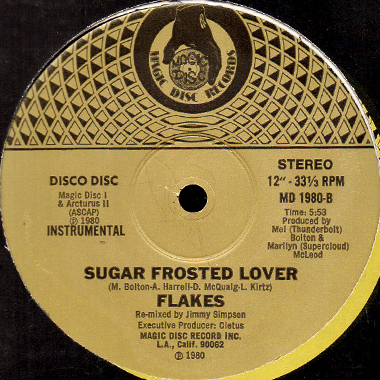 MAGIC DISC
MAGIC DISC RECORDS
DISCO DISC
Magic Disc I
& Arcturus II
(ASCAP)
℗ 1980
INSTRUMENTAL
STEREO
12" - 33⅓ RPM
MD 1980-B
Time: 5:53
Produced by
Mel (Thunderbolt)
Bolton &
Marilyn (Supercloud)
McLeod
SUGAR FROSTED LOVER
(M. Bolton-A. Harrell-D. McQuaig-L. Kirtz)
FLAKES
Re-mixed by Jimmy Simpson
Executive Producer: Cletus
MAGIC DISC RECORD INC.
L.A., Calif. 90062
℗ 1980